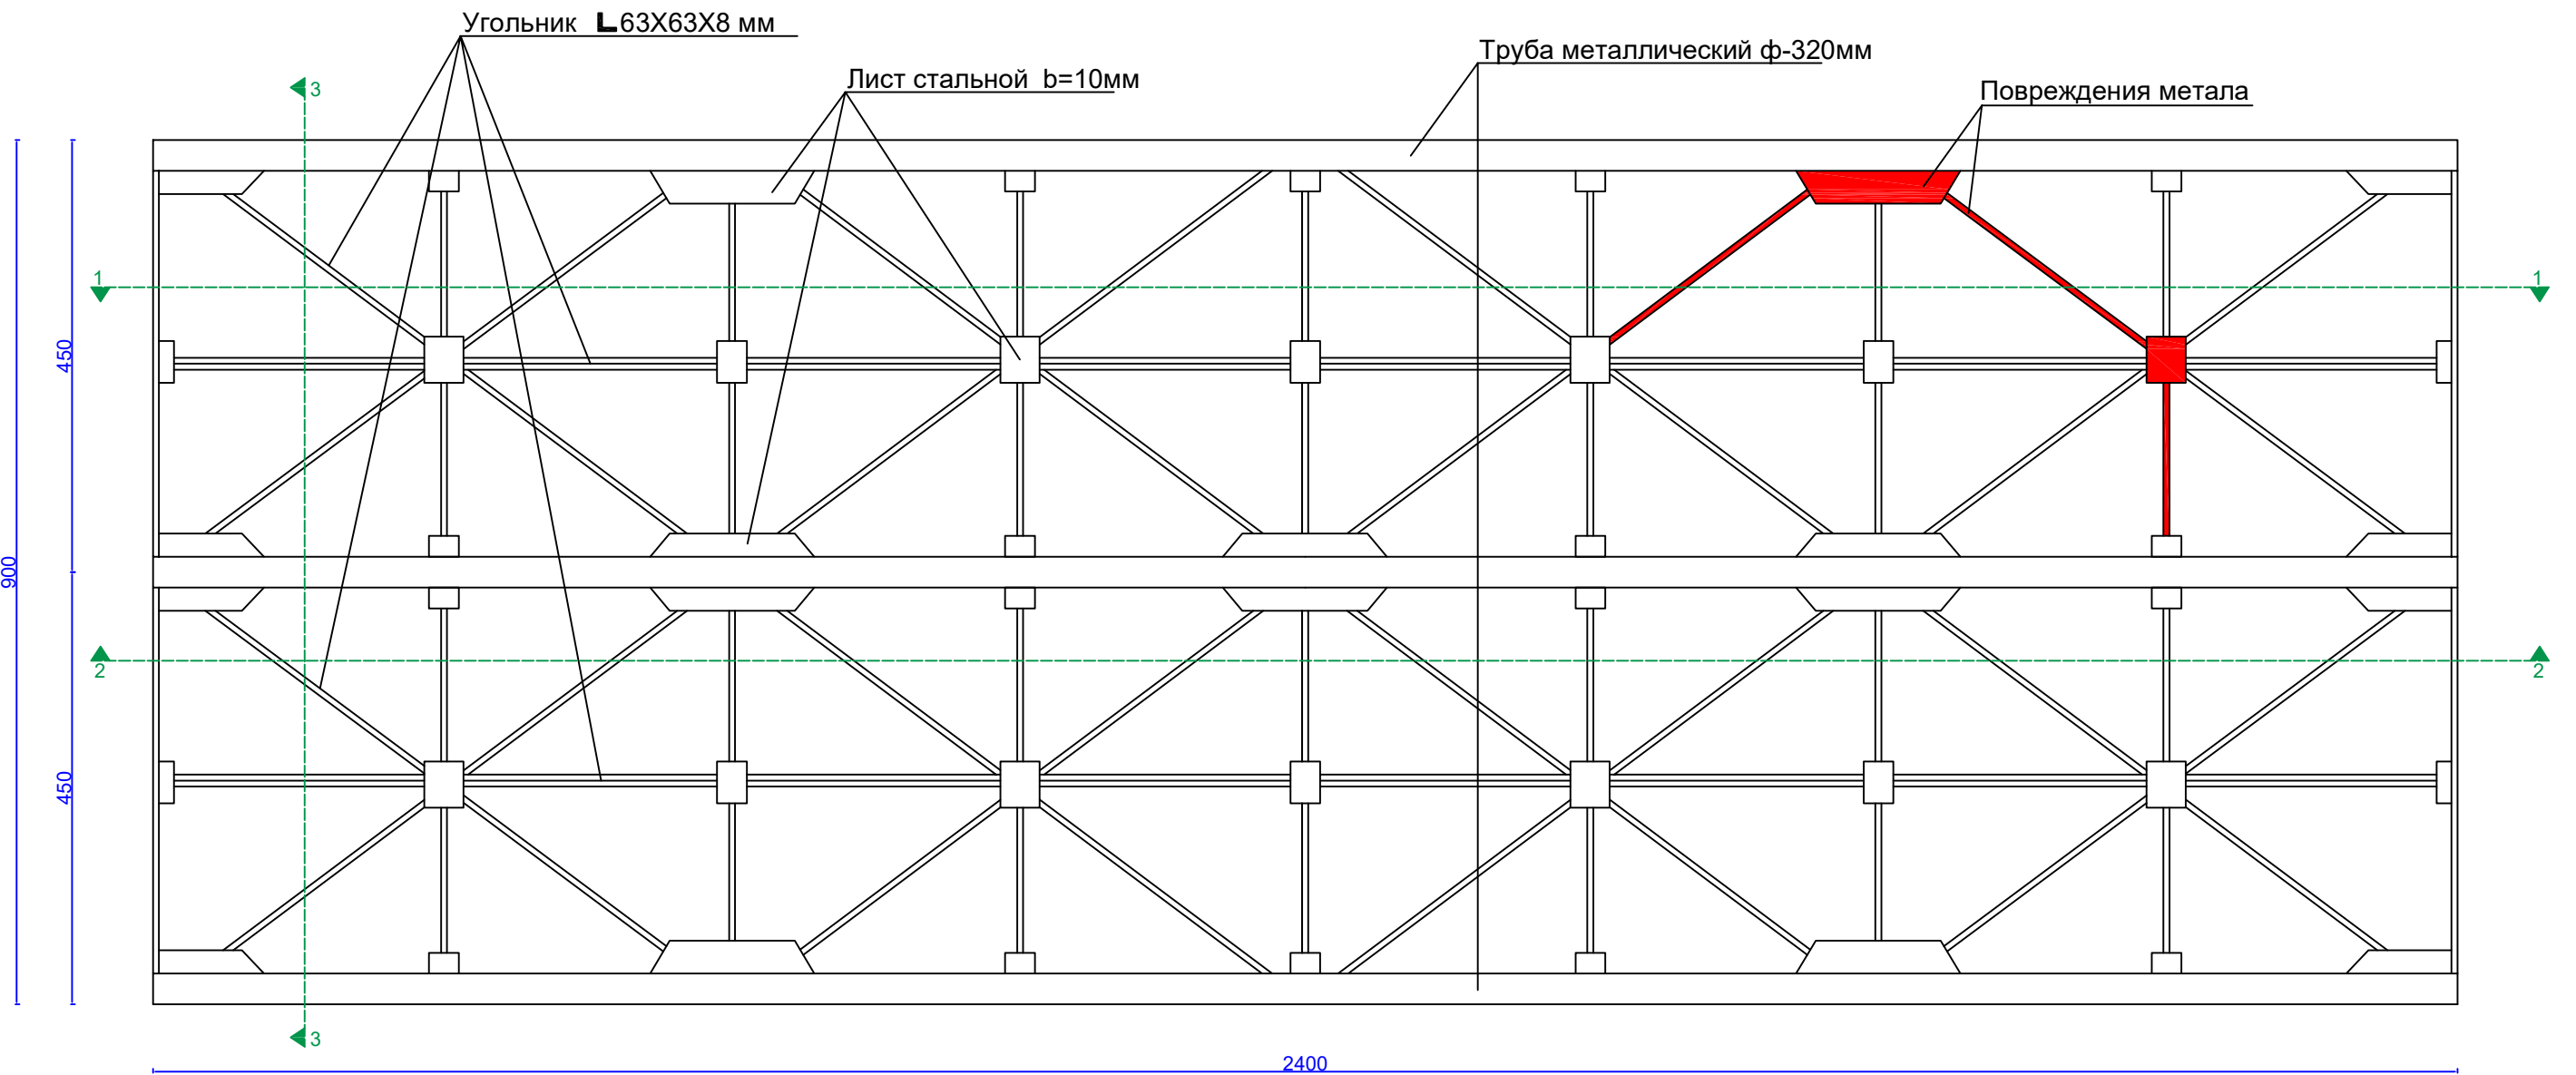 Угольник L 63X63X8 мм
Труба металлический ф-320мм
Лист стальной b=10мм
Повреждения метала
3
1
1
450
900
2
2
450
3
2400